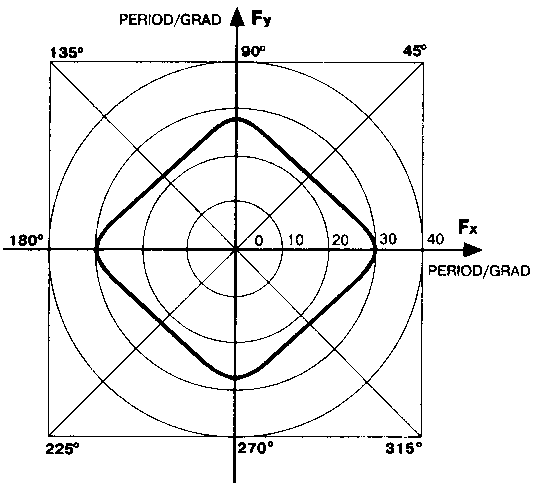 PERIOD/GRAD Fy
135° 90° 45°
180° 0 10 20 30 40 Fx
PERIOD/GRAD
225° 270° 315°